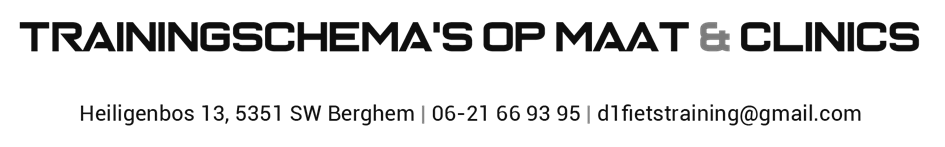 TRAININGSCHEMA'S OP MAAT & CLINICS
Heiligenbos 13, 5351 SW Berghem | 06-21 66 93 95 | d1fietstraining@gmail.com